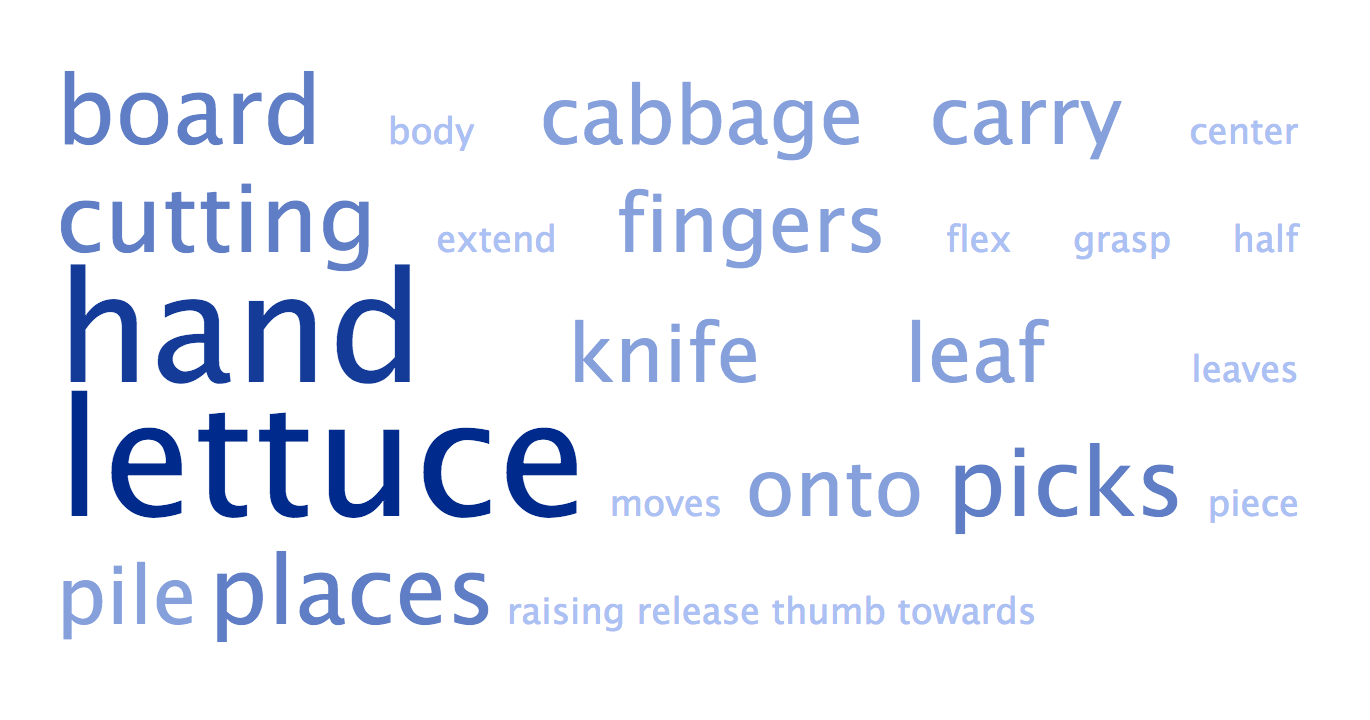 board body cabbage carry center
cutting extend fingers flex grasp half
hand knife leaf leaves
lettuce moves onto picks piece
pile places raising release thumb towards